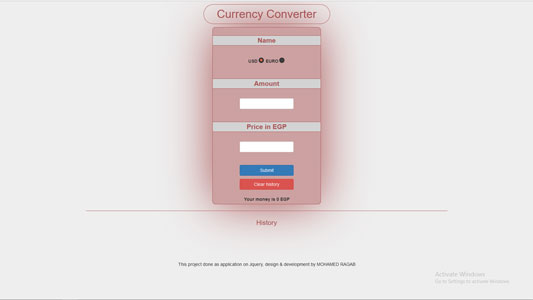 Currency Converter
Name
USD EURO
Amount
Price in EGP
Submit
Clear history
Your money is 0 EGP
History
This project done as application on Jquery, design & development by MOHAMED RAGAB
Activate Windows
Go to Settings to activate Windows.